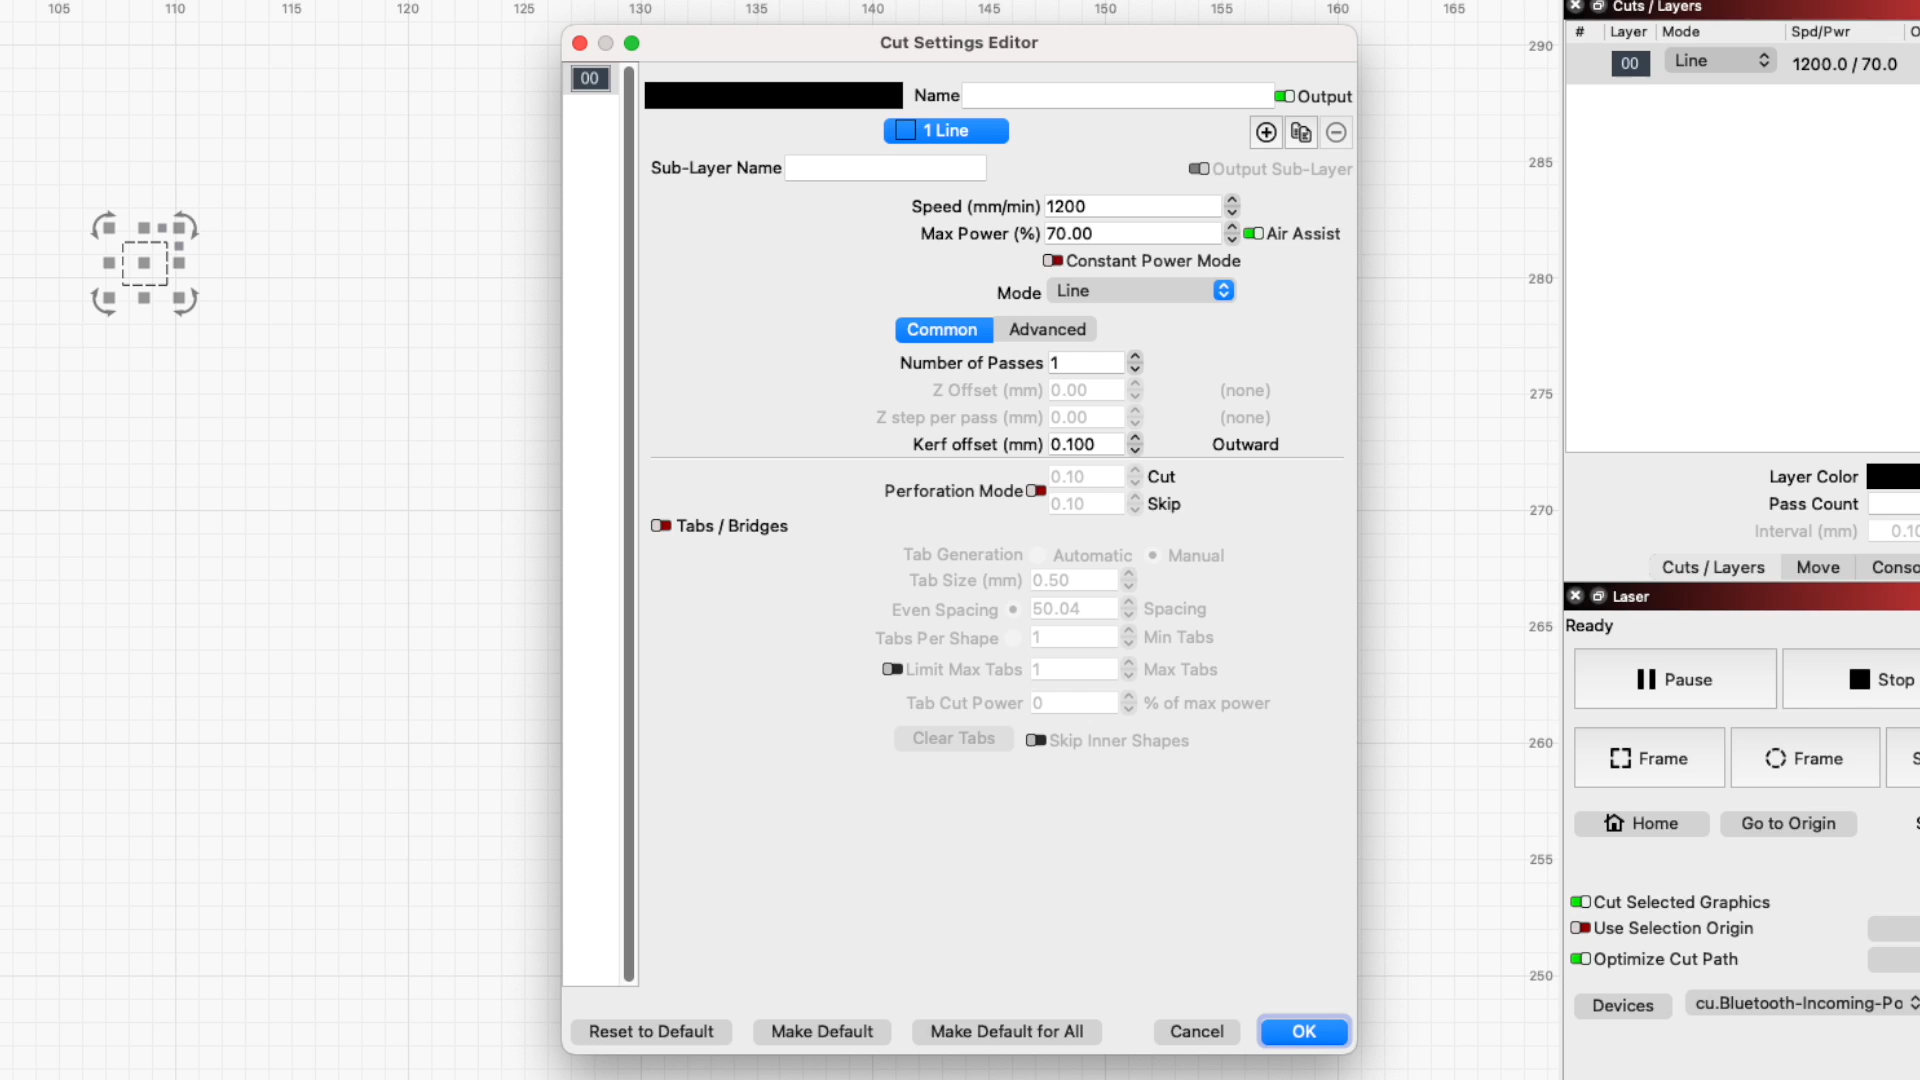 105 110 115 120 125 130 135 140 145 150 155 160 165
290
285
280
275
270
265
260
255
250
Cut Settings Editor
00
Name
Output
1 Line
Sub-Layer Name
Output Sub-Layer
Speed (mm/min) 1200
Max Power (%) 70.00
Air Assist
Constant Power Mode
Mode Line
Common Advanced
Number of Passes 1
Z Offset (mm) 0.00 (none)
Z step per pass (mm) 0.00 (none)
Kerf offset (mm) 0.100 Outward
Perforation Mode
0.10 Cut
0.10 Skip
Tabs / Bridges
Tab Generation Automatic Manual
Tab Size (mm) 0.50
Even Spacing 50.04 Spacing
Tabs Per Shape 1 Min Tabs
Limit Max Tabs 1 Max Tabs
Tab Cut Power 0 % of max power
Clear Tabs Skip Inner Shapes
Reset to Default Make Default Make Default for All Cancel OK
Cuts / Layers
# Layer Mode Spd/Pwr
00 Line 1200.0 / 70.0
Layer Color
Pass Count
Interval (mm)
Cuts / Layers Move
Laser
Ready
Pause Stop
Frame Frame
Home Go to Origin
Cut Selected Graphics
Use Selection Origin
Optimize Cut Path
Devices cu.Bluetooth-Incoming-Po